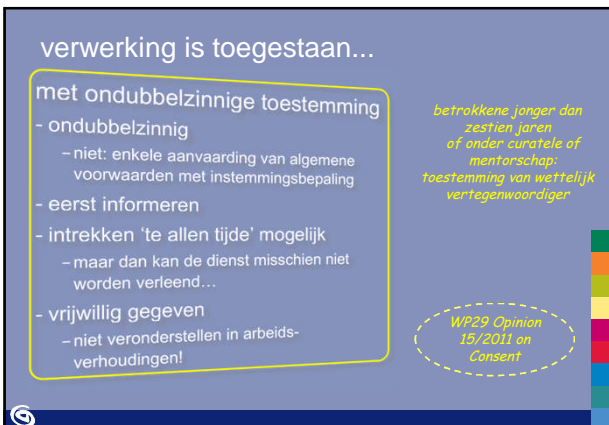 verwerking is toegestaan...
met ondubbelzinnige toestemming
- ondubbelzinnig
– niet: enkele aanvaarding van algemene
voorwaarden met instemmingsbepaling
- eerst informeren
- intrekken ‘te allen tijde’ mogelijk
– maar dan kan de dienst misschien niet
worden verleend…
- vrijwillig gegeven
– niet veronderstellen in arbeids-
verhoudingen!
betrokkene jonger dan
zestien jaren
of onder curatele of
mentorschap:
toestemming van wettelijk
vertegenwoordiger
WP29 Opinion
15/2011 on
Consent